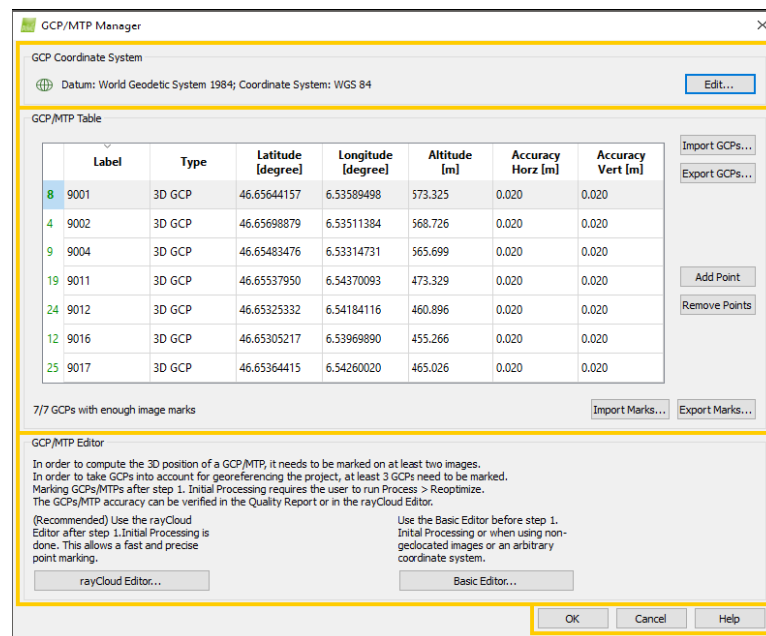 GCP/MTP Manager
GCP Coordinate System
Datum: World Geodetic System 1984; Coordinate System: WGS 84
Edit...
GCP/MTP Table
Label Type Latitude [degree] Longitude [degree] Altitude [m] Accuracy Horz [m] Accuracy Vert [m]
Import GCPs...
Export GCPs...
8 9001 3D GCP 46.65644157 6.53589498 573.325 0.020 0.020
4 9002 3D GCP 46.65698879 6.53511384 568.726 0.020 0.020
9 9004 3D GCP 46.65483476 6.53314731 565.699 0.020 0.020
19 9011 3D GCP 46.65537950 6.54370093 473.329 0.020 0.020
Add Point
24 9012 3D GCP 46.65325332 6.54184116 460.896 0.020 0.020
Remove Points
12 9016 3D GCP 46.65305217 6.53969890 455.266 0.020 0.020
25 9017 3D GCP 46.65364415 6.54260020 465.026 0.020 0.020
7/7 GCPs with enough image marks
Import Marks... Export Marks...
GCP/MTP Editor
In order to compute the 3D position of a GCP/MTP, it needs to be marked on at least two images.
In order to take GCPs into account for georeferencing the project, at least 3 GCPs need to be marked.
Marking GCPs/MTPs after step 1. Initial Processing requires the user to run Process > Reoptimize.
The GCPs/MTP accuracy can be verified in the Quality Report or in the rayCloud Editor.
(Recommended) Use the rayCloud
Editor after step 1.Initial Processing is
done. This allows a fast and precise
point marking.
rayCloud Editor...
Use the Basic Editor before step 1.
Inital Processing or when using non-
geolocated images or an arbitrary
coordinate system.
Basic Editor...
OK Cancel Help